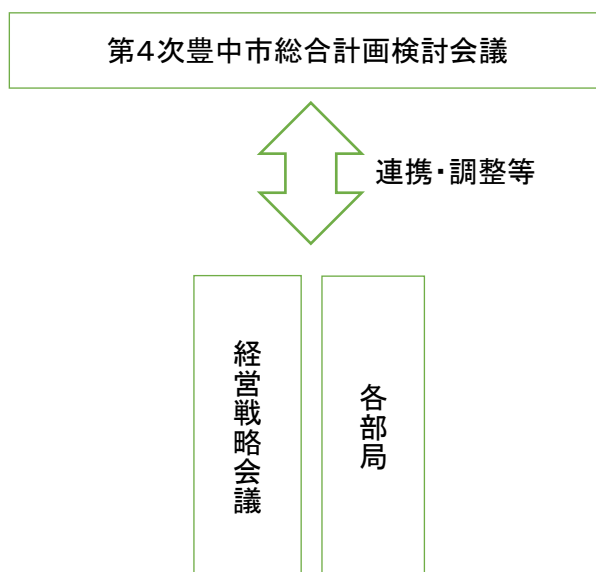 第4次豊中市総合計画検討会議
連携・調整等
経営戦略会議
各部局